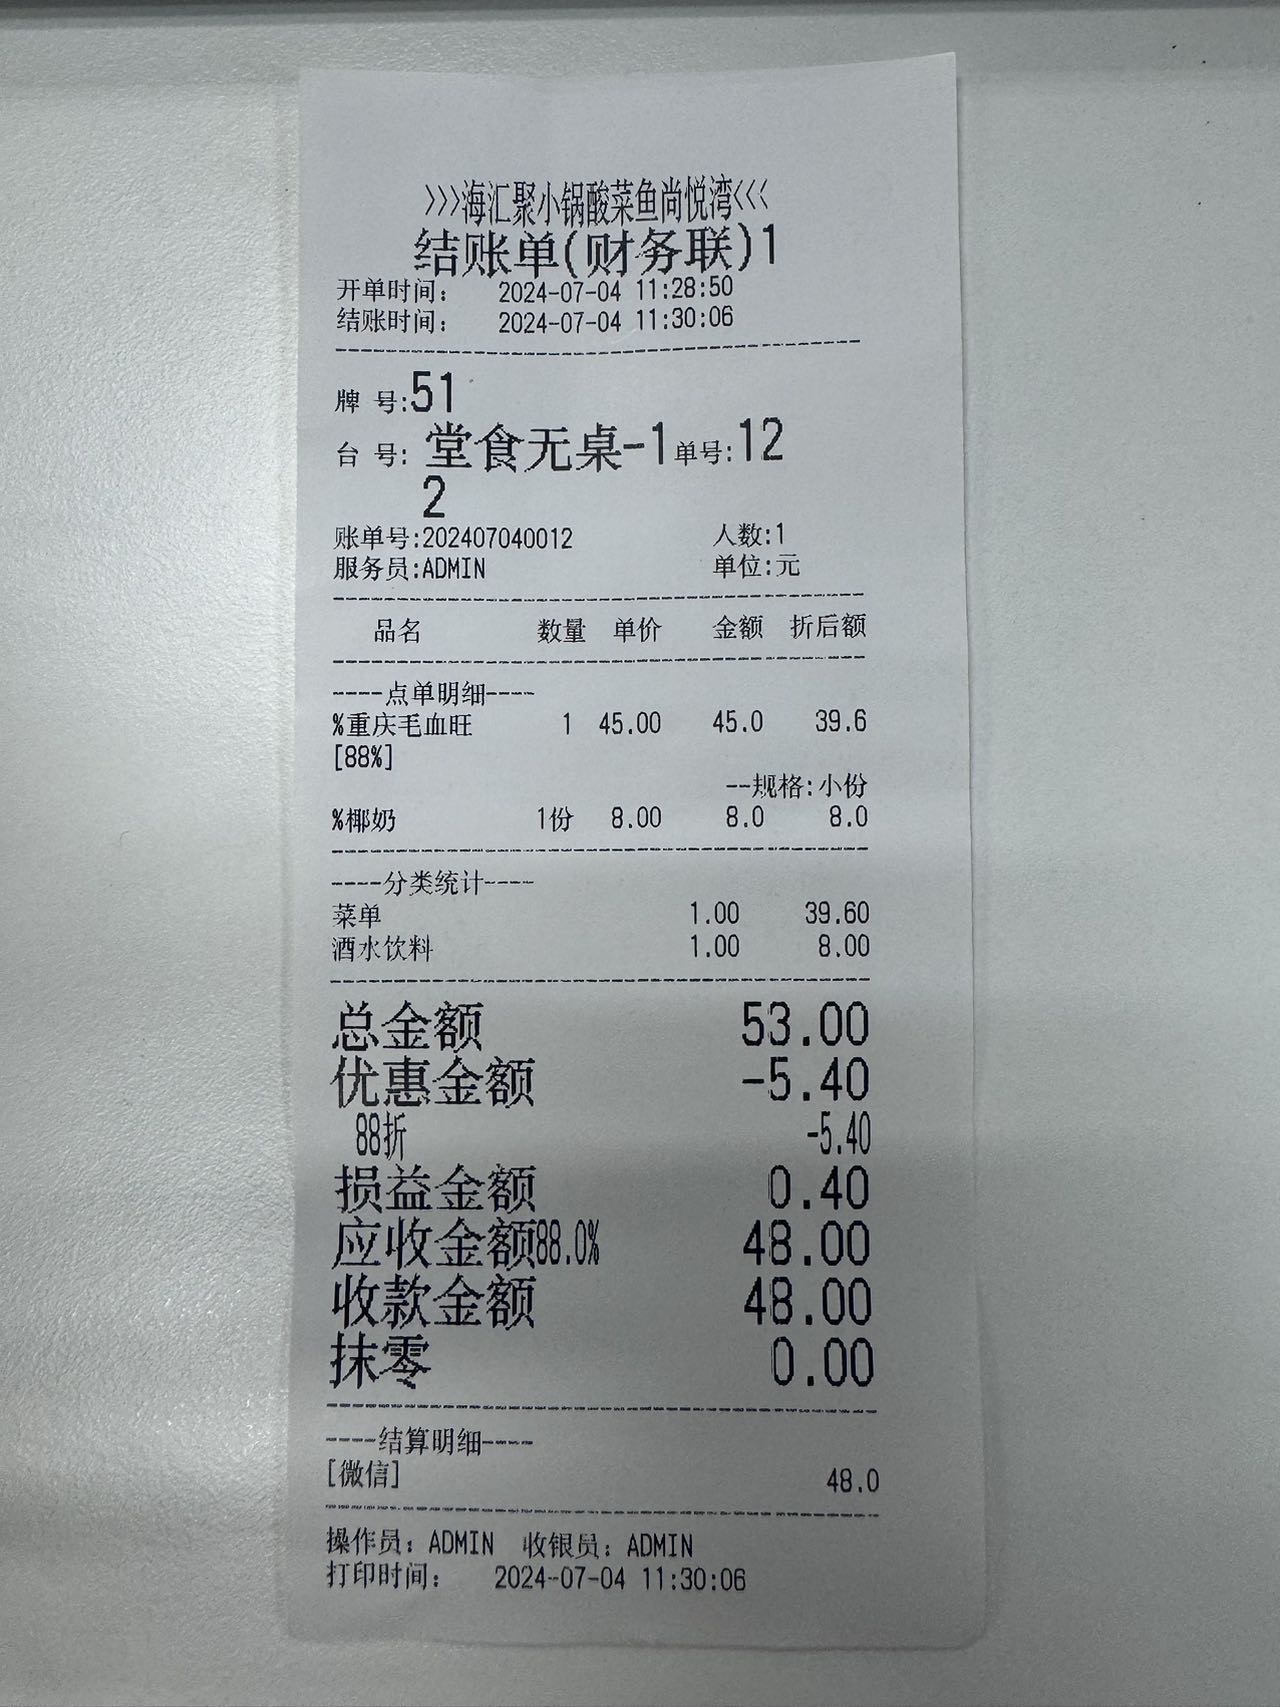 >>>海汇聚小锅酸菜鱼尚悦湾<<<
结账单(财务联)1
开单时间: 2024-07-04 11:28:50
结账时间: 2024-07-04 11:30:06
牌 号:51
台 号: 堂食无桌-1 单号:12
2
账单号:202407040012 人数:1
服务员:ADMIN 单位:元
品名 数量 单价 金额 折后额
----点单明细----
%重庆毛血旺 1 45.00 45.0 39.6
[88%]
--规格:小份
%椰奶 1份 8.00 8.0 8.0
----分类统计----
菜单 1.00 39.60
酒水饮料 1.00 8.00
总金额 53.00
优惠金额 -5.40
88折 -5.40
损益金额 0.40
应收金额88.0% 48.00
收款金额 48.00
抹零 0.00
----结算明细----
[微信] 48.0
操作员: ADMIN 收银员: ADMIN
打印时间: 2024-07-04 11:30:06